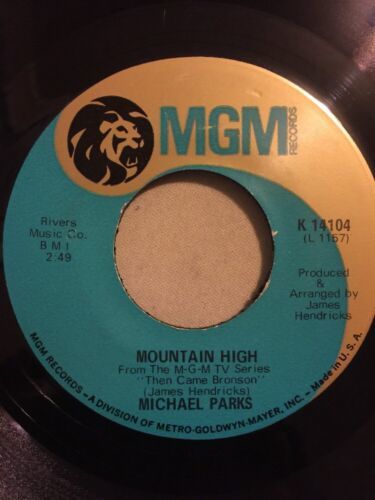 MGM
RECORDS
Rivers
Music Co.
B M I
2:49
K 14104
(L 1157)
Produced
&
Arranged by
James
Hendricks
MOUNTAIN HIGH
From The M-G-M TV Series
"Then Came Bronson"
(James Hendricks)
MICHAEL PARKS
MGM RECORDS - A DIVISION OF METRO-GOLDWYN-MAYER, INC. - Made in U.S.A.